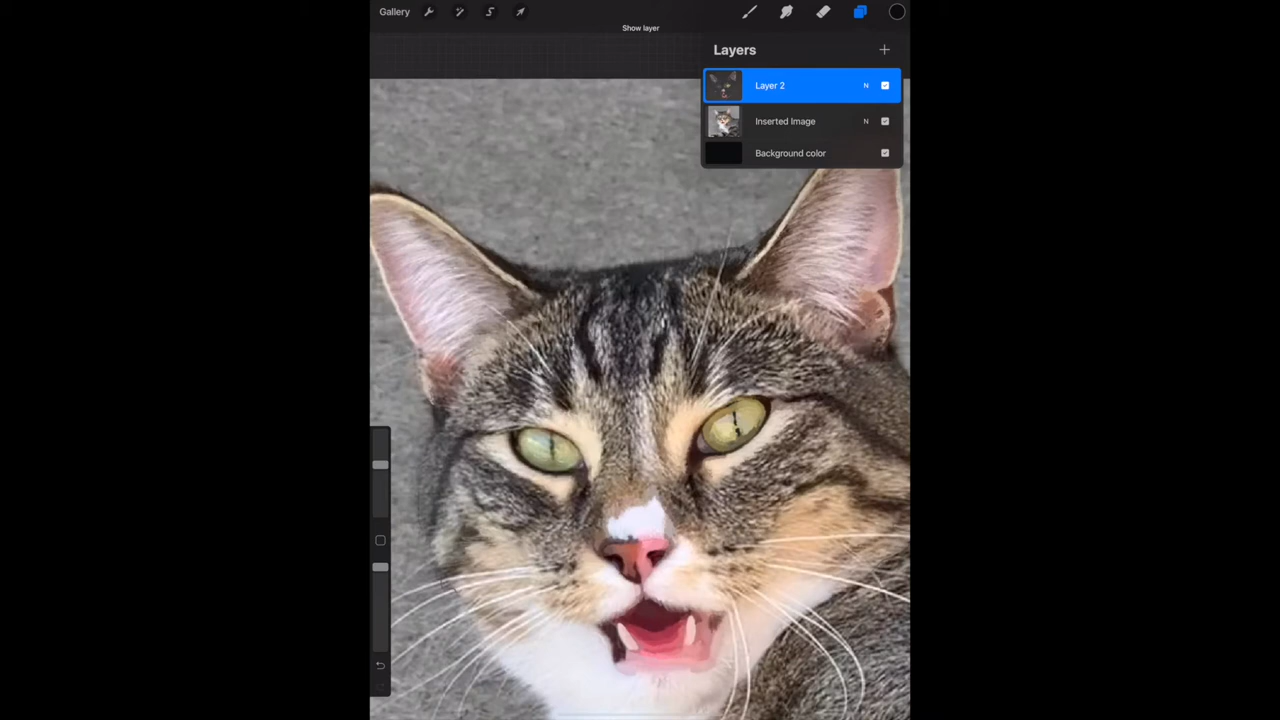 Gallery
Show layer
Layers
Layer 2 N
Inserted Image N
Background color